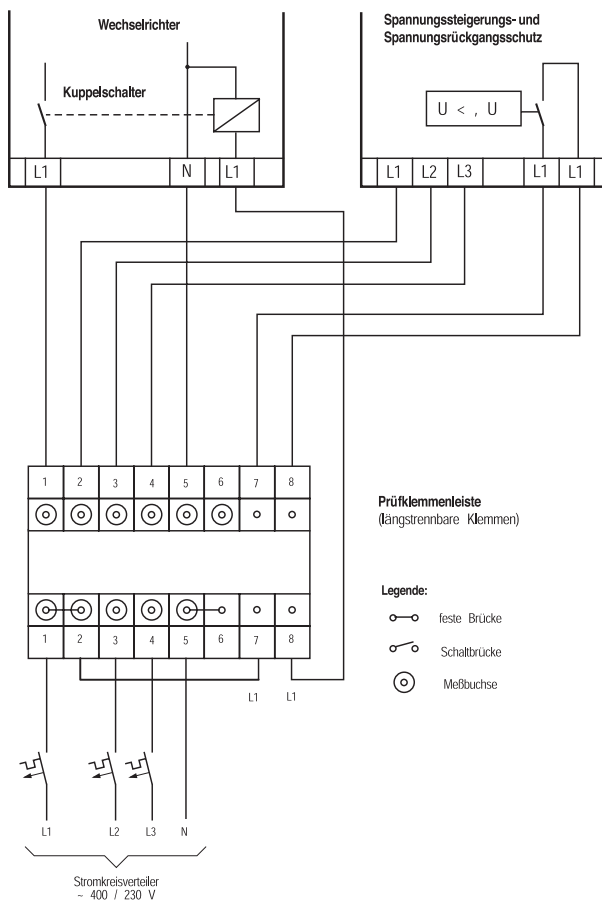 Wechselrichter
Spannungssteigerungs- und
Spannungsrückgangsschutz
Kuppelschalter
U < , U
L1 N L1
L1 L2 L3 L1 L1
1 2 3 4 5 6 7 8
Prüfklemmenleiste
(längstrennbare Klemmen)
Legende:
feste Brücke
Schaltbrücke
Meßbuchse
1 2 3 4 5 6 7 8
L1 L1
L1 L2 L3 N
Stromkreisverteiler
~ 400 / 230 V